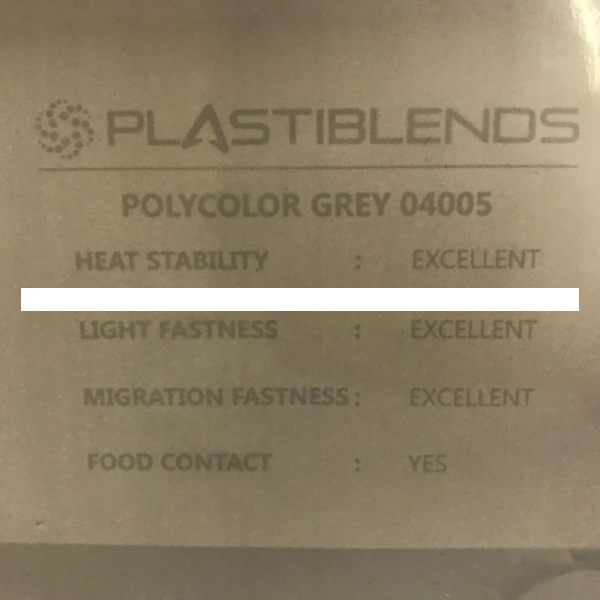 PLASTIBLENDS
POLYCOLOR GREY 04005
HEAT STABILITY : EXCELLENT
LIGHT FASTNESS : EXCELLENT
MIGRATION FASTNESS : EXCELLENT
FOOD CONTACT : YES